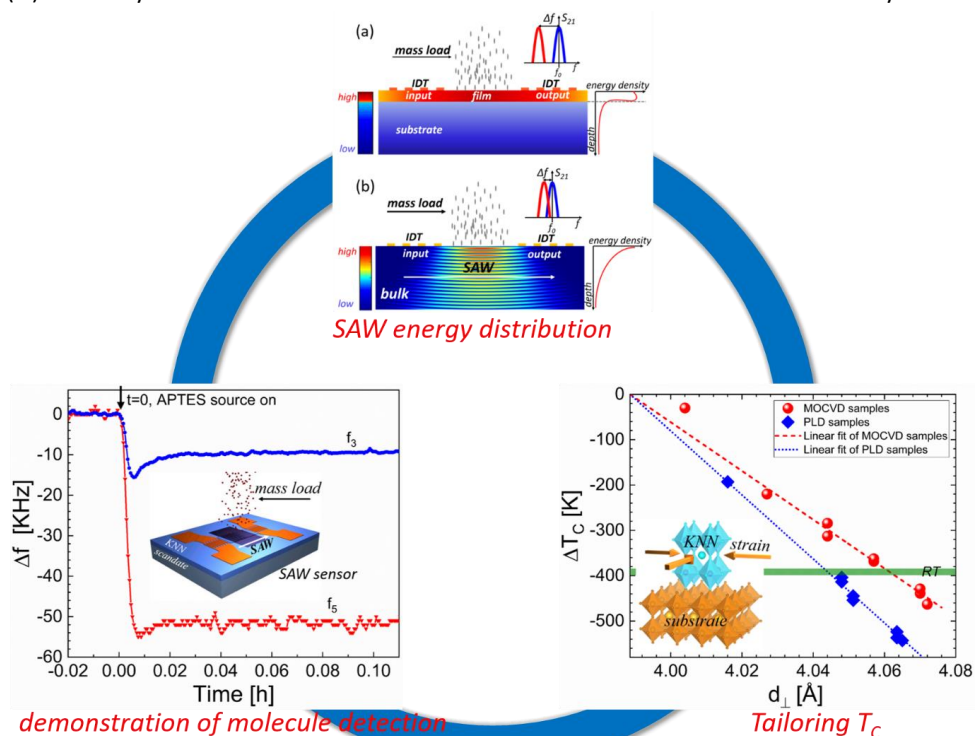 (a)
Δf
S21
mass load
f0
f
IDT
IDT
energy density
high
input
film
output
substrate
depth
low
(b)
Δf
S21
mass load
f0
f
IDT
IDT
energy density
high
input
SAW
output
bulk
depth
low
SAW energy distribution
t=0, APTES source on
0
-10
-20
-30
-40
-50
-60
Δf [KHz]
f3
mass load
KNN
scandate
SAW
SAW sensor
f5
-0.02
0.00
0.02
0.04
0.06
0.08
0.10
Time [h]
demonstration of molecule detection
0
-100
-200
-300
-400
-500
ΔTC [K]
MOCVD samples
PLD samples
Linear fit of MOCVD samples
Linear fit of PLD samples
KNN
strain
RT
substrate
4.00
4.02
4.04
4.06
4.08
d⊥ [Å]
Tailoring TC